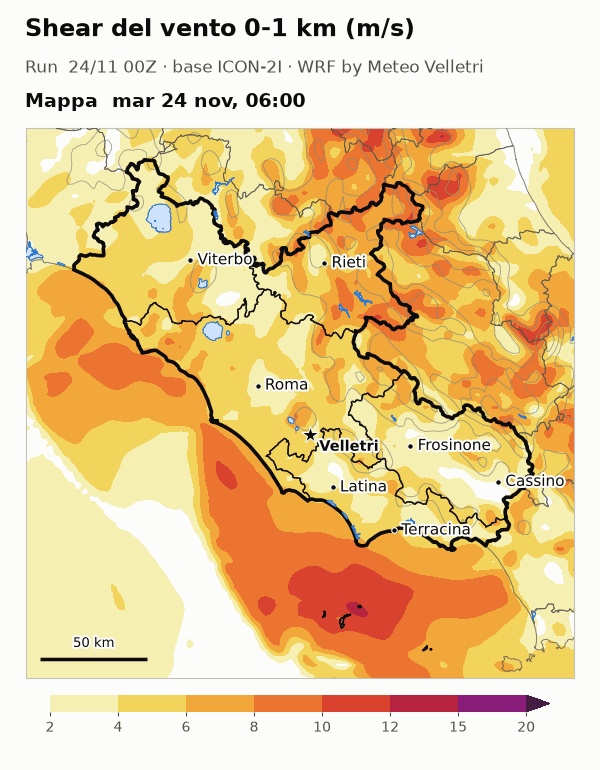 Shear del vento 0-1 km (m/s)
Run 24/11 00Z · base ICON-2I · WRF by Meteo Velletri
Mappa mar 24 nov, 06:00
Viterbo
Rieti
Roma
Velletri
Frosinone
Latina
Cassino
Terracina
50 km
2 4 6 8 10 12 15 20